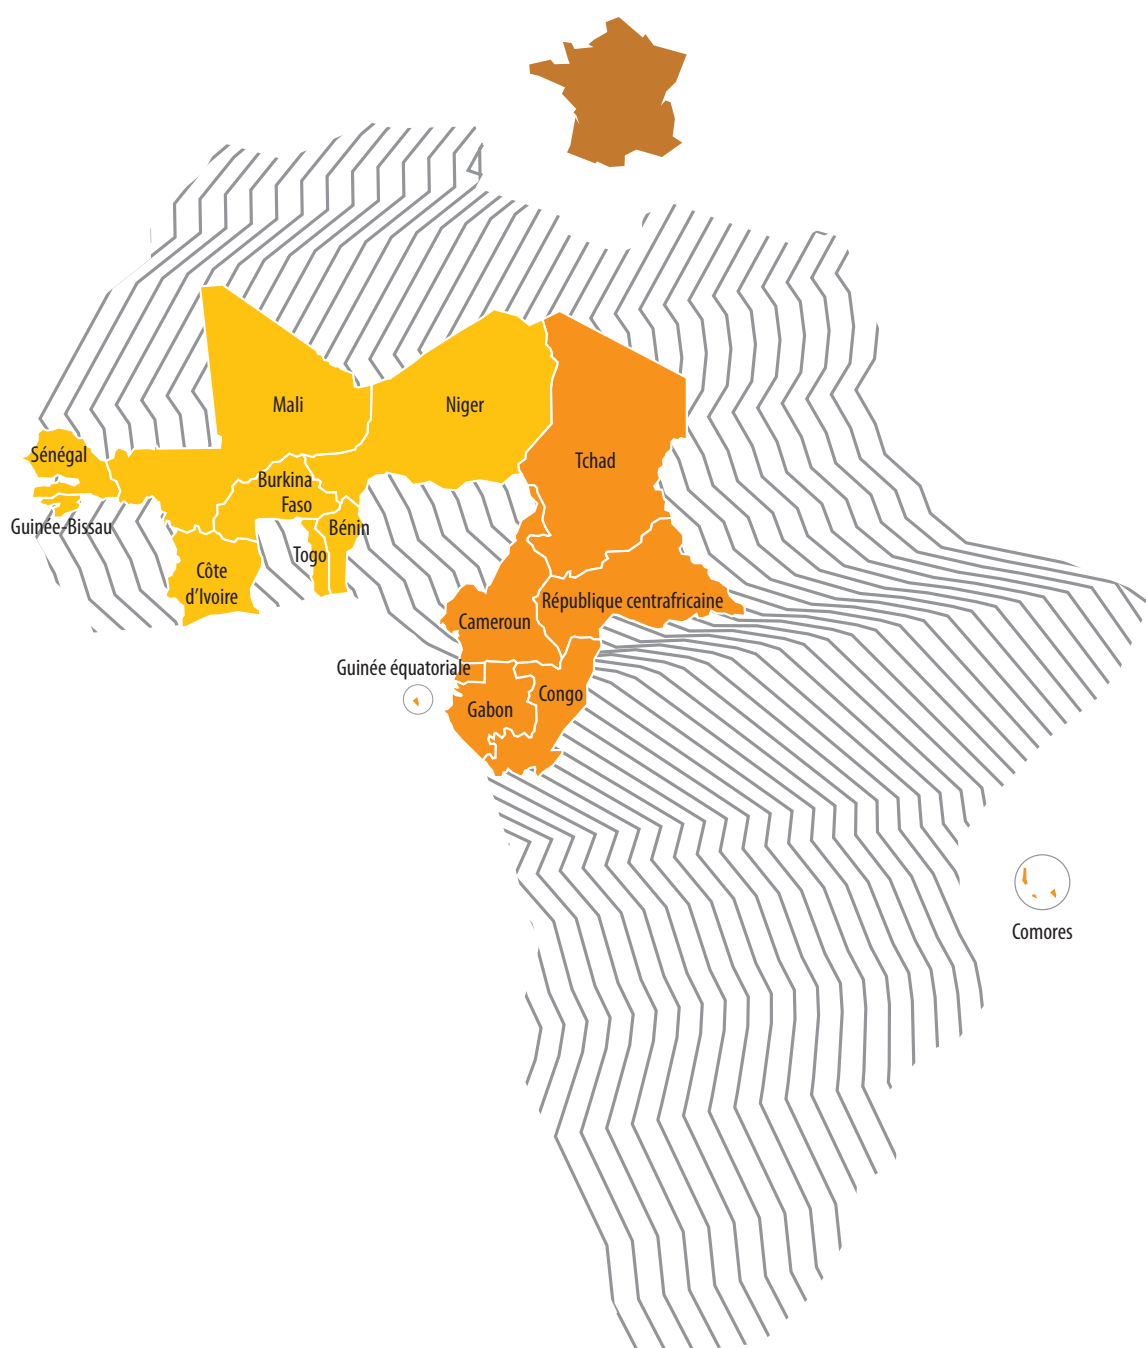 Mali
Niger
Sénégal
Tchad
Burkina
Faso
Guinée-Bissau
Bénin
Togo
Côte
d'Ivoire
République centrafricaine
Cameroun
Guinée équatoriale
Congo
Gabon
Comores